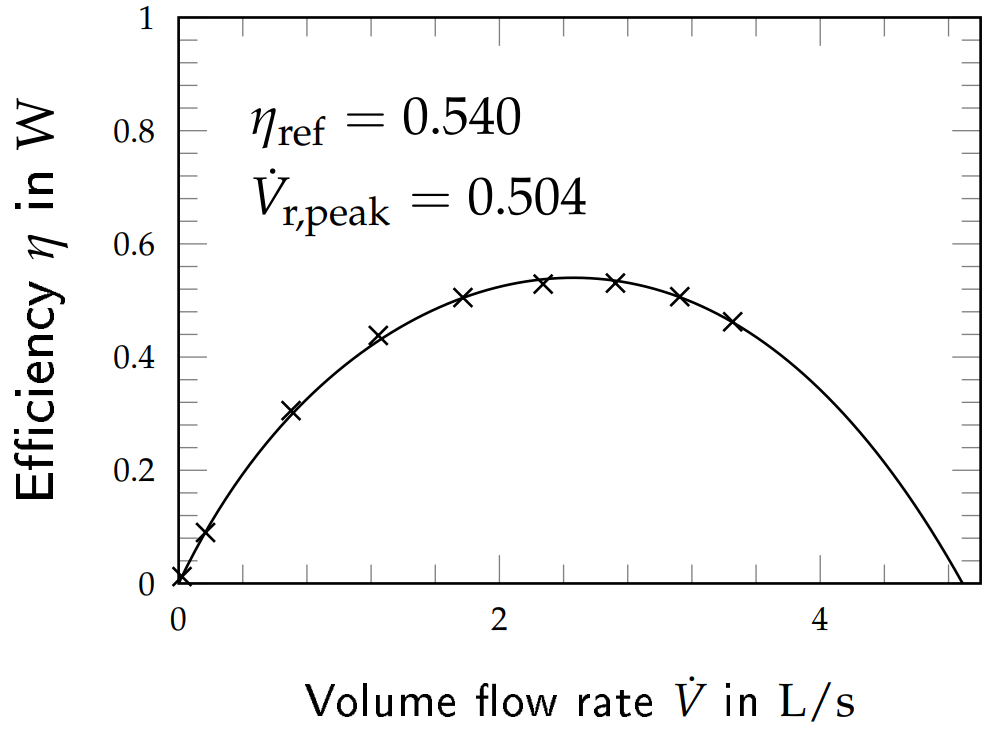 1
0.8
0.6
0.4
0.2
0
Efficiency η in W
η_ref = 0.540
V̇_r,peak = 0.504
0 2 4
Volume flow rate V̇ in L/s